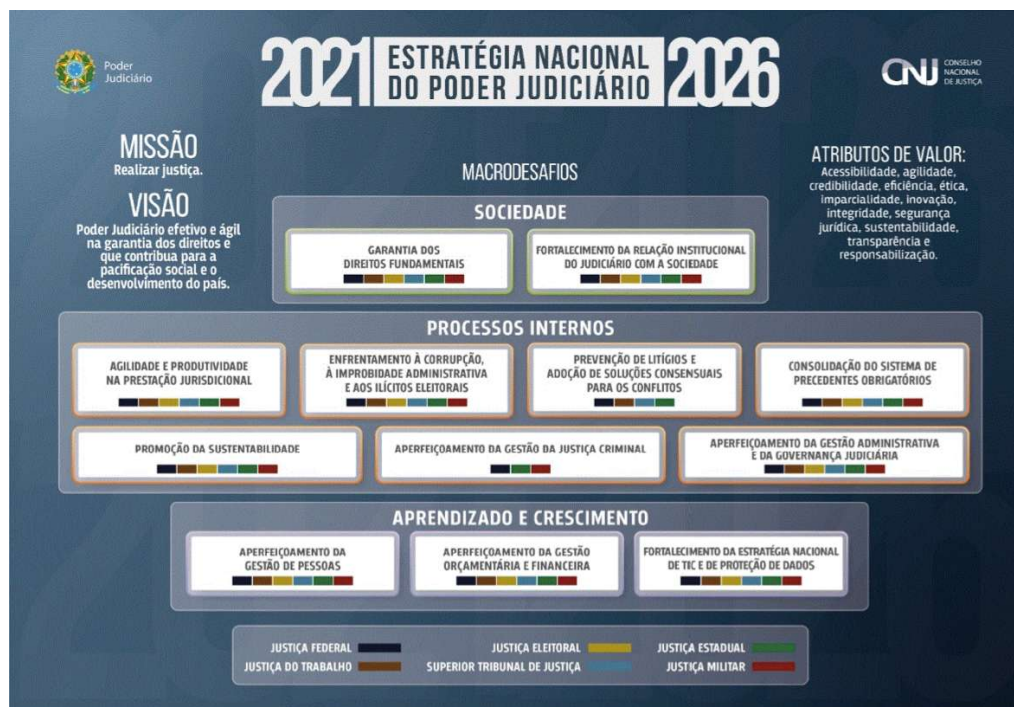 Poder
Judiciário
2021 ESTRATÉGIA NACIONAL DO PODER JUDICIÁRIO 2026
CNJ
CONSELHO
NACIONAL
DE JUSTIÇA
MISSÃO
Realizar justiça.
VISÃO
Poder Judiciário efetivo e ágil
na garantia dos direitos e
que contribua para a
pacificação social e o
desenvolvimento do país.
ATRIBUTOS DE VALOR:
Acessibilidade, agilidade,
credibilidade, eficiência, ética,
imparcialidade, inovação,
integridade, segurança
jurídica, sustentabilidade,
transparência e
responsabilização.
MACRODESAFIOS
SOCIEDADE
GARANTIA DOS
DIREITOS FUNDAMENTAIS
FORTALECIMENTO DA RELAÇÃO INSTITUCIONAL
DO JUDICIÁRIO COM A SOCIEDADE
PROCESSOS INTERNOS
AGILIDADE E PRODUTIVIDADE
NA PRESTAÇÃO JURISDICIONAL
ENFRENTAMENTO À CORRUPÇÃO,
À IMPROBIDADE ADMINISTRATIVA
E AOS ILÍCITOS ELEITORAIS
PREVENÇÃO DE LITÍGIOS E
ADOÇÃO DE SOLUÇÕES CONSENSUAIS
PARA OS CONFLITOS
CONSOLIDAÇÃO DO SISTEMA DE
PRECEDENTES OBRIGATÓRIOS
PROMOÇÃO DA SUSTENTABILIDADE
APERFEIÇOAMENTO DA GESTÃO DA JUSTIÇA CRIMINAL
APERFEIÇOAMENTO DA GESTÃO ADMINISTRATIVA
E DA GOVERNANÇA JUDICIÁRIA
APRENDIZADO E CRESCIMENTO
APERFEIÇOAMENTO DA
GESTÃO DE PESSOAS
APERFEIÇOAMENTO DA GESTÃO
ORÇAMENTÁRIA E FINANCEIRA
FORTALECIMENTO DA ESTRATÉGIA NACIONAL
DE TIC E DE PROTEÇÃO DE DADOS
JUSTIÇA FEDERAL
JUSTIÇA ELEITORAL
JUSTIÇA ESTADUAL
JUSTIÇA DO TRABALHO
SUPERIOR TRIBUNAL DE JUSTIÇA
JUSTIÇA MILITAR